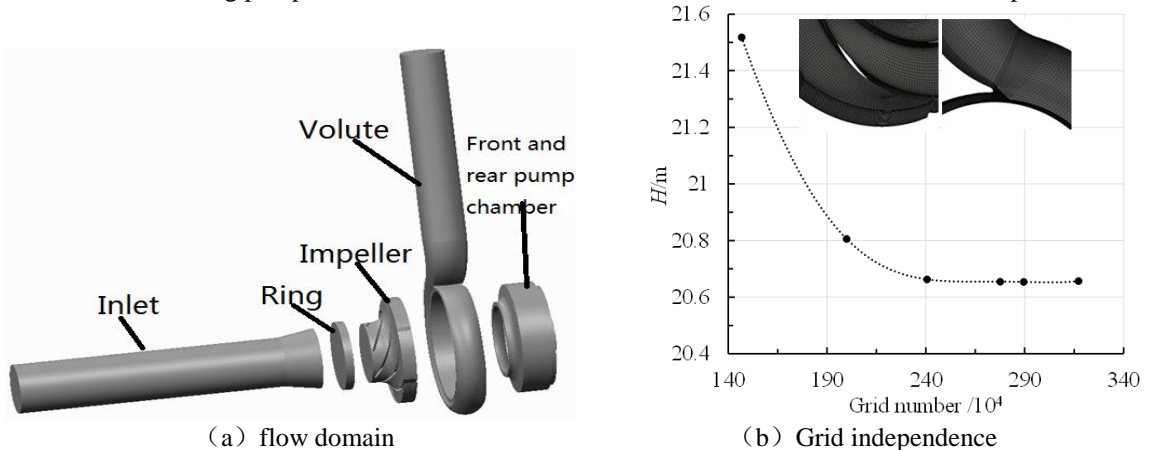 Volute
Front and
rear pump
chamber
Impeller
Ring
Inlet
(a) flow domain
21.6
21.4
21.2
21
20.8
20.6
20.4
H/m
140 190 240 290 340
Grid number /10⁴
(b) Grid independence